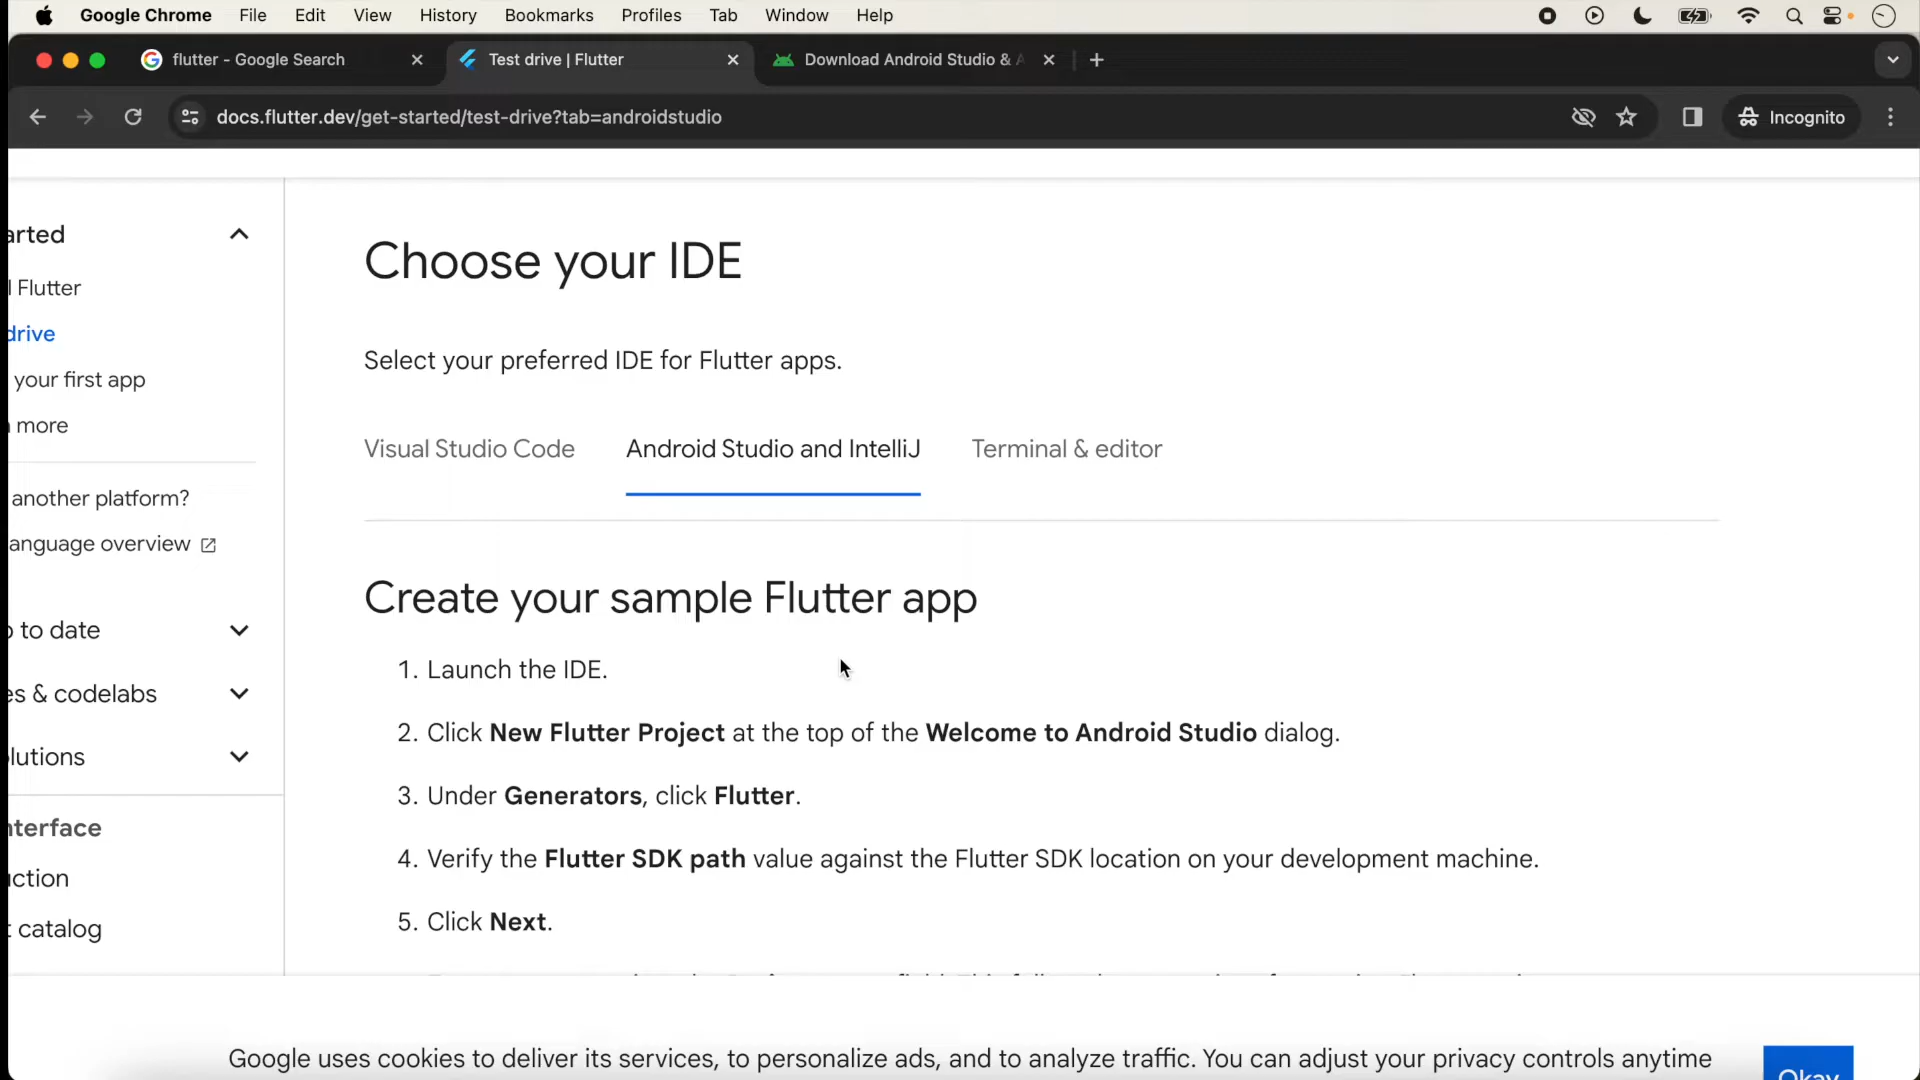 Google Chrome File Edit View History Bookmarks Profiles Tab Window Help
flutter - Google Search
Test drive | Flutter
Download Android Studio & A
docs.flutter.dev/get-started/test-drive?tab=androidstudio
Incognito
arted
Flutter
drive
your first app
more
another platform?
anguage overview
to date
es & codelabs
lutions
nterface
ction
catalog
Choose your IDE
Select your preferred IDE for Flutter apps.
Visual Studio Code
Android Studio and IntelliJ
Terminal & editor
Create your sample Flutter app
1. Launch the IDE.
2. Click New Flutter Project at the top of the Welcome to Android Studio dialog.
3. Under Generators, click Flutter.
4. Verify the Flutter SDK path value against the Flutter SDK location on your development machine.
5. Click Next.
Google uses cookies to deliver its services, to personalize ads, and to analyze traffic. You can adjust your privacy controls anytime
Okay